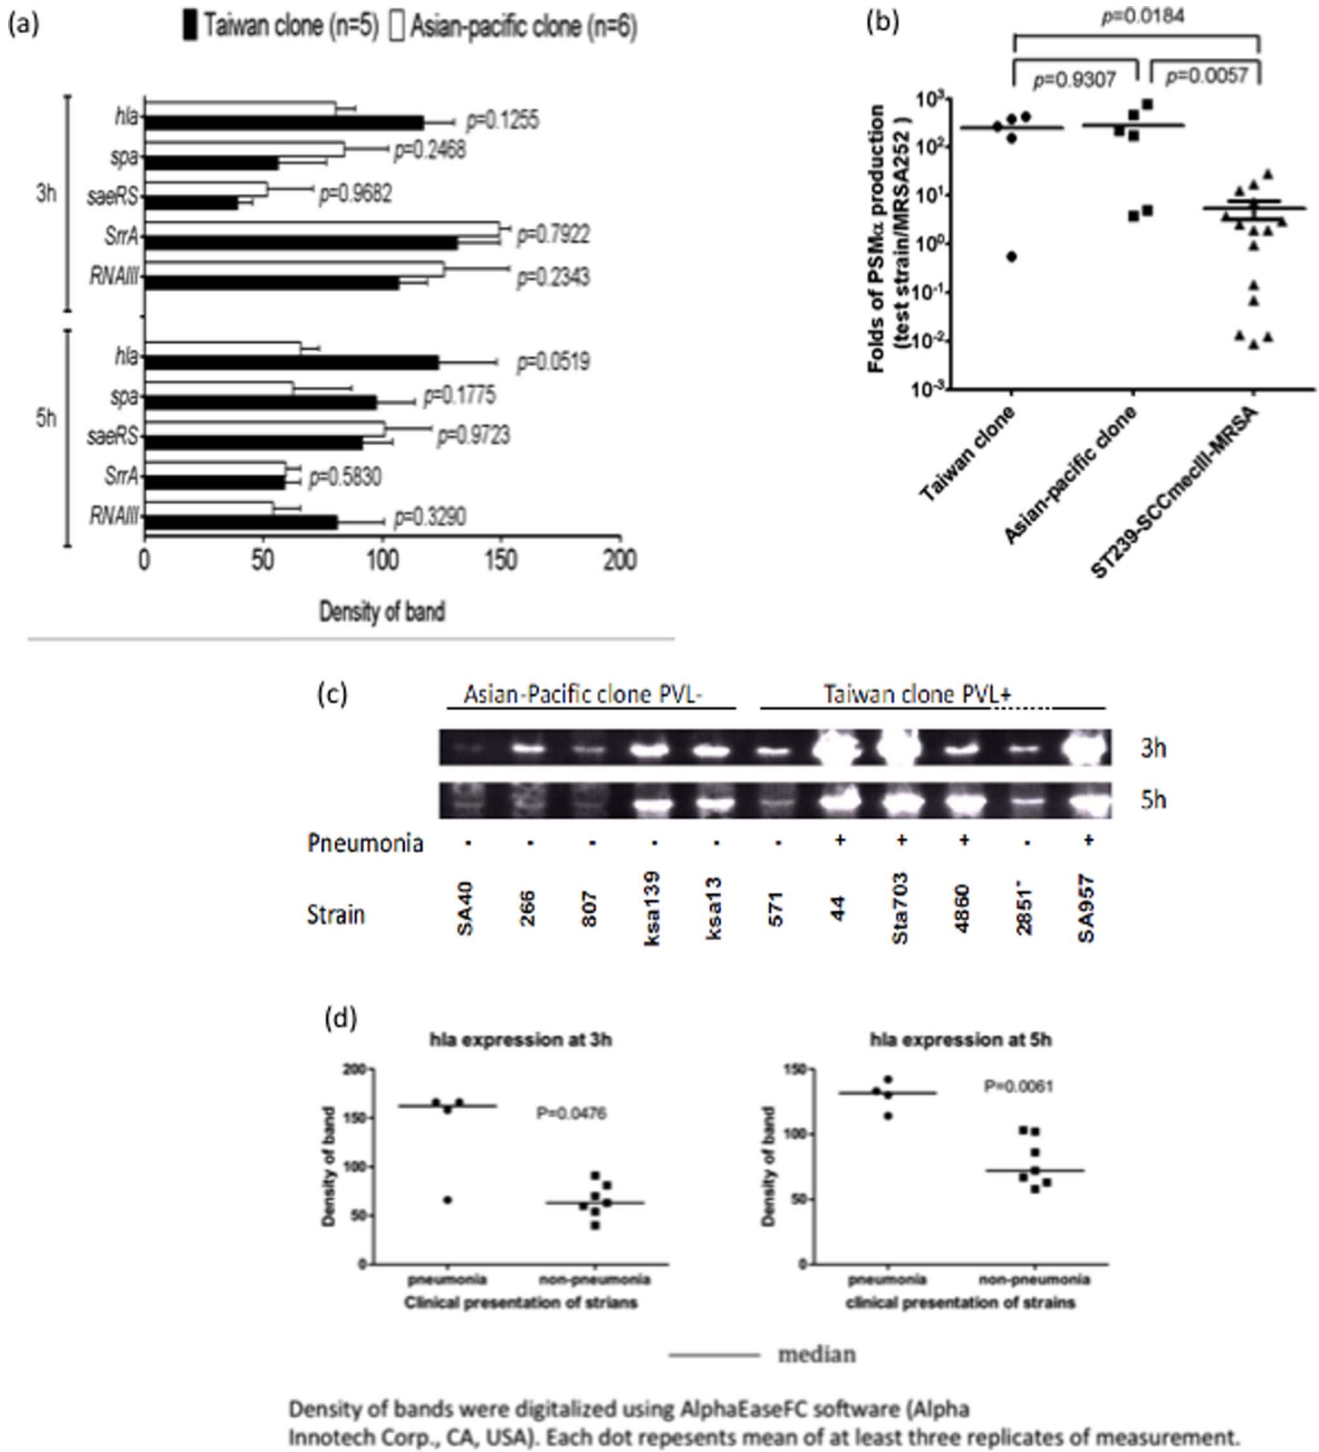 (a)
Taiwan clone (n=5) Asian-pacific clone (n=6)
3h
hla p=0.1255
spa p=0.2468
saeRS p=0.9682
SrrA p=0.7922
RNAIII p=0.2343
5h
hla p=0.0519
spa p=0.1775
saeRS p=0.9723
SrrA p=0.5830
RNAIII p=0.3290
0 50 100 150 200
Density of band
(b)
p=0.0184
p=0.9307 p=0.0057
Folds of PSMα production
(test strain/MRSA252 )
10³
10²
10¹
10⁰
10⁻¹
10⁻²
10⁻³
Taiwan clone
Asian-pacific clone
ST239-SCCmecIII-MRSA
(c)
Asian-Pacific clone PVL- Taiwan clone PVL+
3h
5h
Pneumonia - - - - - - + + + - +
Strain SA40 266 807 ksa139 ksa13 571 44 Sta703 4860 2851- SA957
(d)
hla expression at 3h
Density of band
200
150
100
50
0
P=0.0476
pneumonia non-pneumonia
Clinical presentation of strians
hla expression at 5h
Density of band
150
100
50
0
P=0.0061
pneumonia non-pneumonia
clinical presentation of strains
median
Density of bands were digitalized using AlphaEaseFC software (Alpha
Innotech Corp., CA, USA). Each dot repesents mean of at least three replicates of measurement.